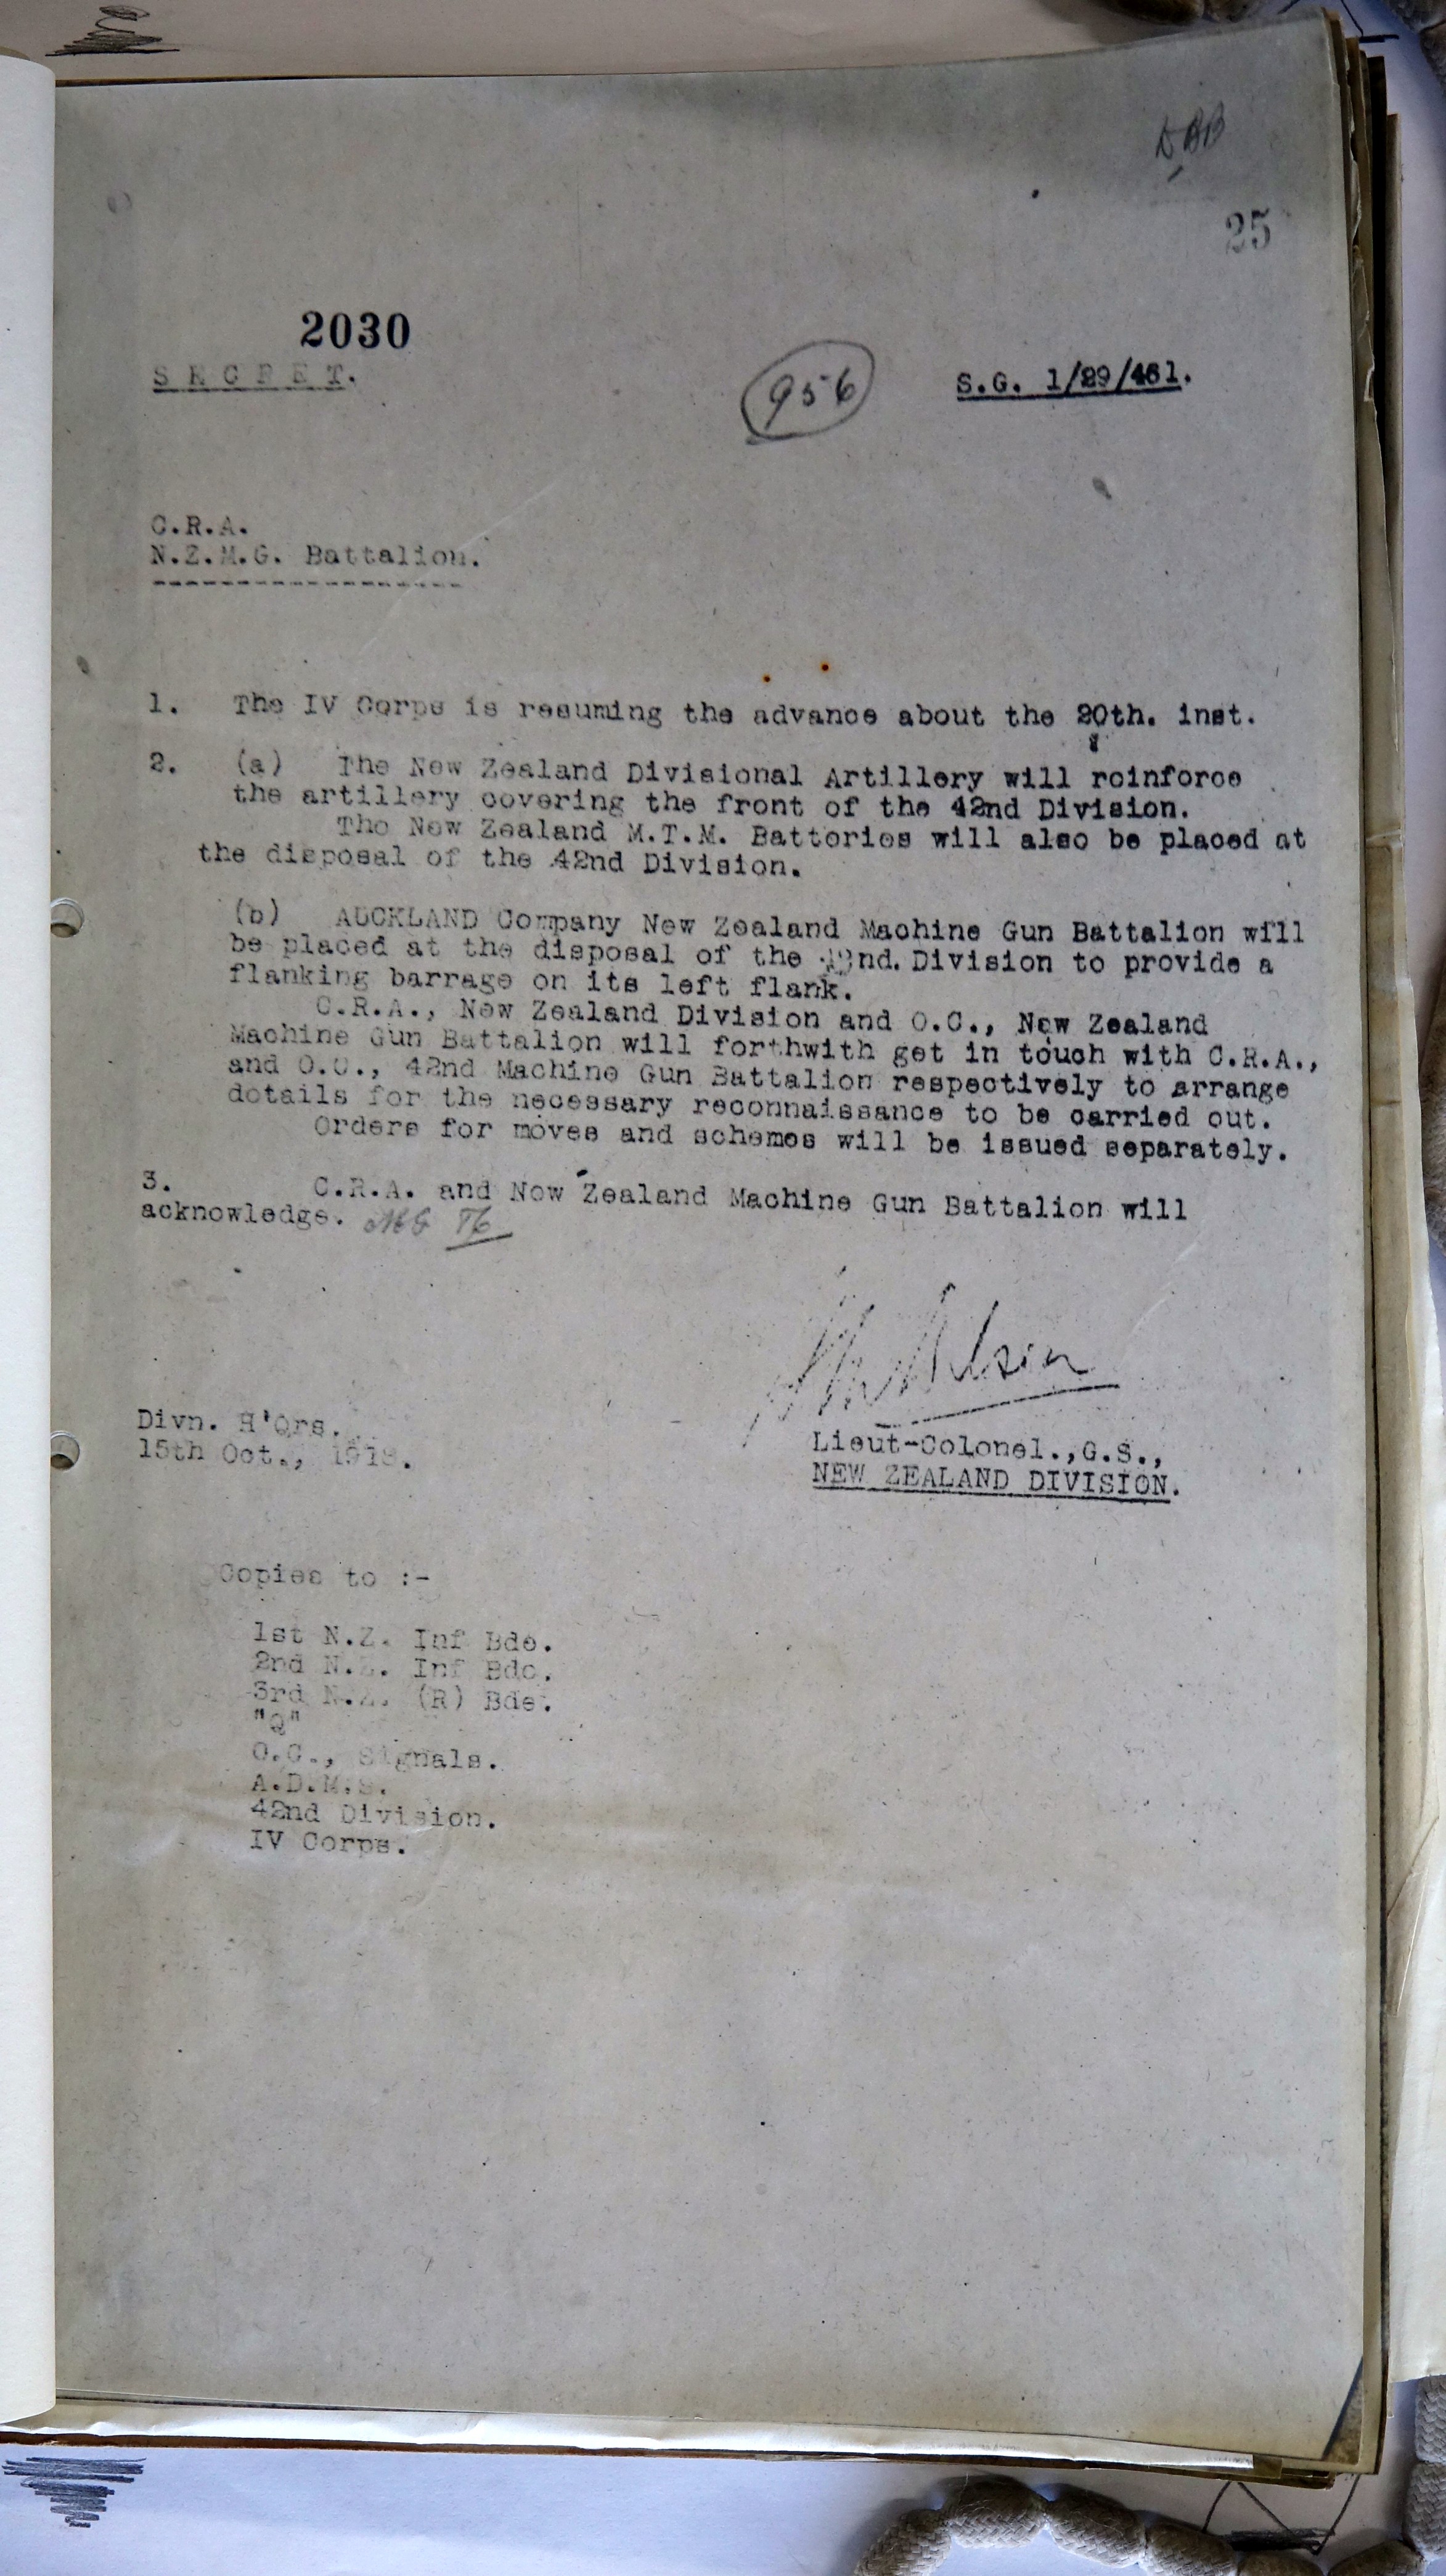 25
2030
S E C R E T.
956
S.G. 1/29/461.
C.R.A.
N.Z.M.G. Battalion.
--------------------
1. The IV Corps is resuming the advance about the 20th. inst.
2. (a) The New Zealand Divisional Artillery will reinforce
the artillery covering the front of the 42nd Division.
The New Zealand M.T.M. Batteries will also be placed at
the disposal of the 42nd Division.
(b) AUCKLAND Company New Zealand Machine Gun Battalion will
be placed at the disposal of the 42nd. Division to provide a
flanking barrage on its left flank.
C.R.A., New Zealand Division and O.C., New Zealand
Machine Gun Battalion will forthwith get in touch with C.R.A.,
and O.C., 42nd Machine Gun Battalion respectively to arrange
details for the necessary reconnaissance to be carried out.
Orders for moves and schemes will be issued separately.
3. C.R.A. and New Zealand Machine Gun Battalion will
acknowledge.
Divn. H'Qrs.
15th Oct., 1918.
Lieut-Colonel.,G.S.,
NEW ZEALAND DIVISION.
Copies to :-
1st N.Z. Inf Bde.
2nd N.Z. Inf Bde.
3rd N.Z. (R) Bde.
"Q"
O.C., Signals.
A.D.M.S.
42nd Division.
IV Corps.